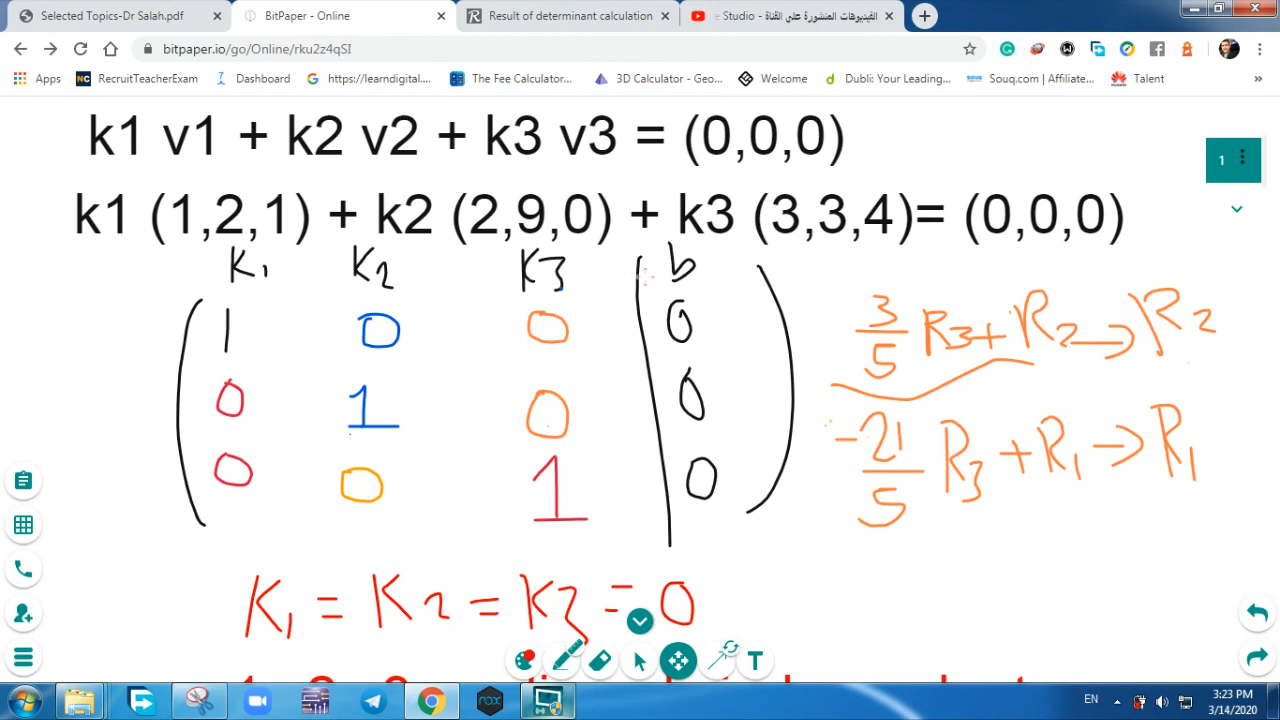 Selected Topics-Dr Salah.pdf
BitPaper - Online
Result of determinant calculation
الفيديوهات المنشورة على القناة - Studio e
bitpaper.io/go/Online/rku2z4qSI
Apps
RecruitTeacherExam
Dashboard
https://learndigital....
The Fee Calculator...
3D Calculator - Geo...
Welcome
Dubli: Your Leading...
Souq.com | Affiliate...
Talent
»
k1 v1 + k2 v2 + k3 v3 = (0,0,0)
1
k1 (1,2,1) + k2 (2,9,0) + k3 (3,3,4)= (0,0,0)
K1 K2 K3 b
1 0 0 0
0 1 0 0
0 0 1 0
3/5 R3 + R2 → R2
-21/5 R3 + R1 → R1
K1 = K2 = K3 = 0
T
nox
EN
3:23 PM
3/14/2020